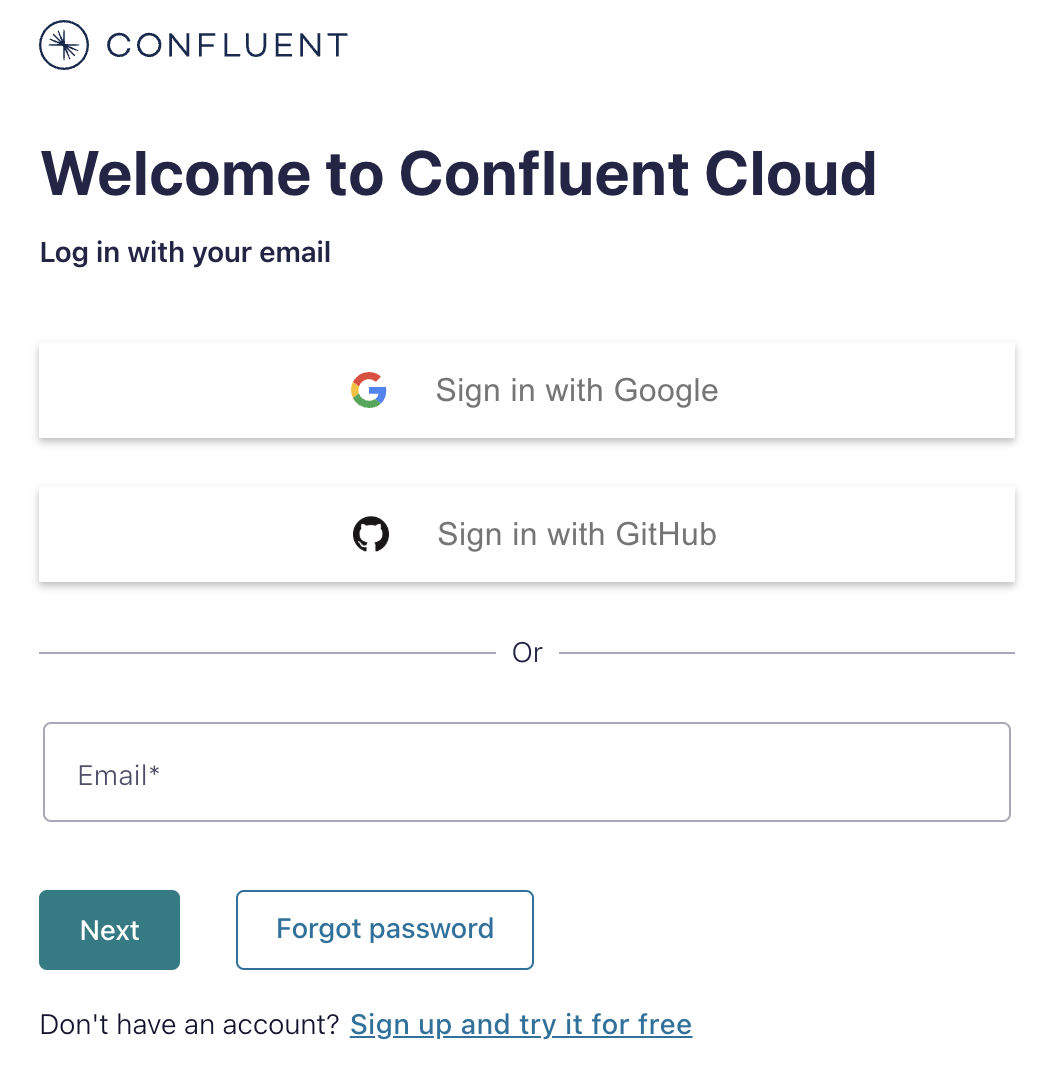 CONFLUENT
Welcome to Confluent Cloud
Log in with your email
Sign in with Google
Sign in with GitHub
Or
Email*
Next
Forgot password
Don't have an account? Sign up and try it for free